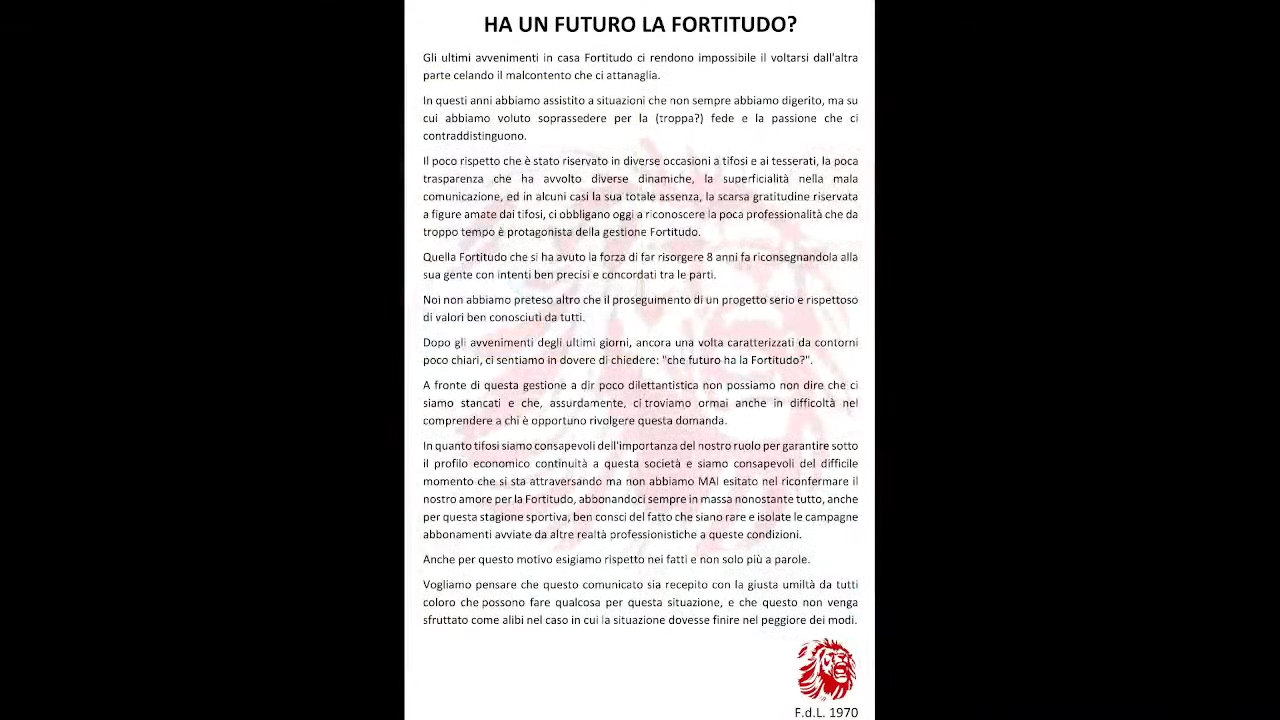 HA UN FUTURO LA FORTITUDO?
Gli ultimi avvenimenti in casa Fortitudo ci rendono impossibile il voltarsi dall'altra
parte celando il malcontento che ci attanaglia.
In questi anni abbiamo assistito a situazioni che non sempre abbiamo digerito, ma su
cui abbiamo voluto soprassedere per la (troppa?) fede e la passione che ci
contraddistinguono.
Il poco rispetto che è stato riservato in diverse occasioni a tifosi e ai tesserati, la poca
trasparenza che ha avvolto diverse dinamiche, la superficialità nella mala
comunicazione, ed in alcuni casi la sua totale assenza, la scarsa gratitudine riservata
a figure amate dai tifosi, ci obbligano oggi a riconoscere la poca professionalità che da
troppo tempo è protagonista della gestione Fortitudo.
Quella Fortitudo che si ha avuto la forza di far risorgere 8 anni fa riconsegnandola alla
sua gente con intenti ben precisi e concordati tra le parti.
Noi non abbiamo preteso altro che il proseguimento di un progetto serio e rispettoso
di valori ben conosciuti da tutti.
Dopo gli avvenimenti degli ultimi giorni, ancora una volta caratterizzati da contorni
poco chiari, ci sentiamo in dovere di chiedere: "che futuro ha la Fortitudo?".
A fronte di questa gestione a dir poco dilettantistica non possiamo non dire che ci
siamo stancati e che, assurdamente, ci troviamo ormai anche in difficoltà nel
comprendere a chi è opportuno rivolgere questa domanda.
In quanto tifosi siamo consapevoli dell'importanza del nostro ruolo per garantire sotto
il profilo economico continuità a questa società e siamo consapevoli del difficile
momento che si sta attraversando ma non abbiamo MAI esitato nel riconfermare il
nostro amore per la Fortitudo, abbonandoci sempre in massa nonostante tutto, anche
per questa stagione sportiva, ben consci del fatto che siano rare e isolate le campagne
abbonamenti avviate da altre realtà professionistiche a queste condizioni.
Anche per questo motivo esigiamo rispetto nei fatti e non solo più a parole.
Vogliamo pensare che questo comunicato sia recepito con la giusta umiltà da tutti
coloro che possono fare qualcosa per questa situazione, e che questo non venga
sfruttato come alibi nel caso in cui la situazione dovesse finire nel peggiore dei modi.
F.d.L. 1970